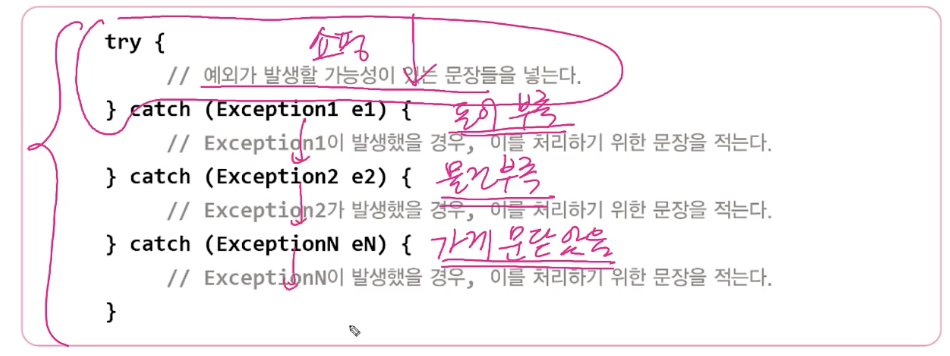 try {
쇼핑
// 예외가 발생할 가능성이 있는 문장들을 넣는다.
} catch (Exception1 e1) { 돈이 부족
// Exception1이 발생했을 경우, 이를 처리하기 위한 문장을 적는다.
} catch (Exception2 e2) { 물건부족
// Exception2가 발생했을 경우, 이를 처리하기 위한 문장을 적는다.
} catch (ExceptionN eN) { 가게 문닫았음
// ExceptionN이 발생했을 경우, 이를 처리하기 위한 문장을 적는다.
}